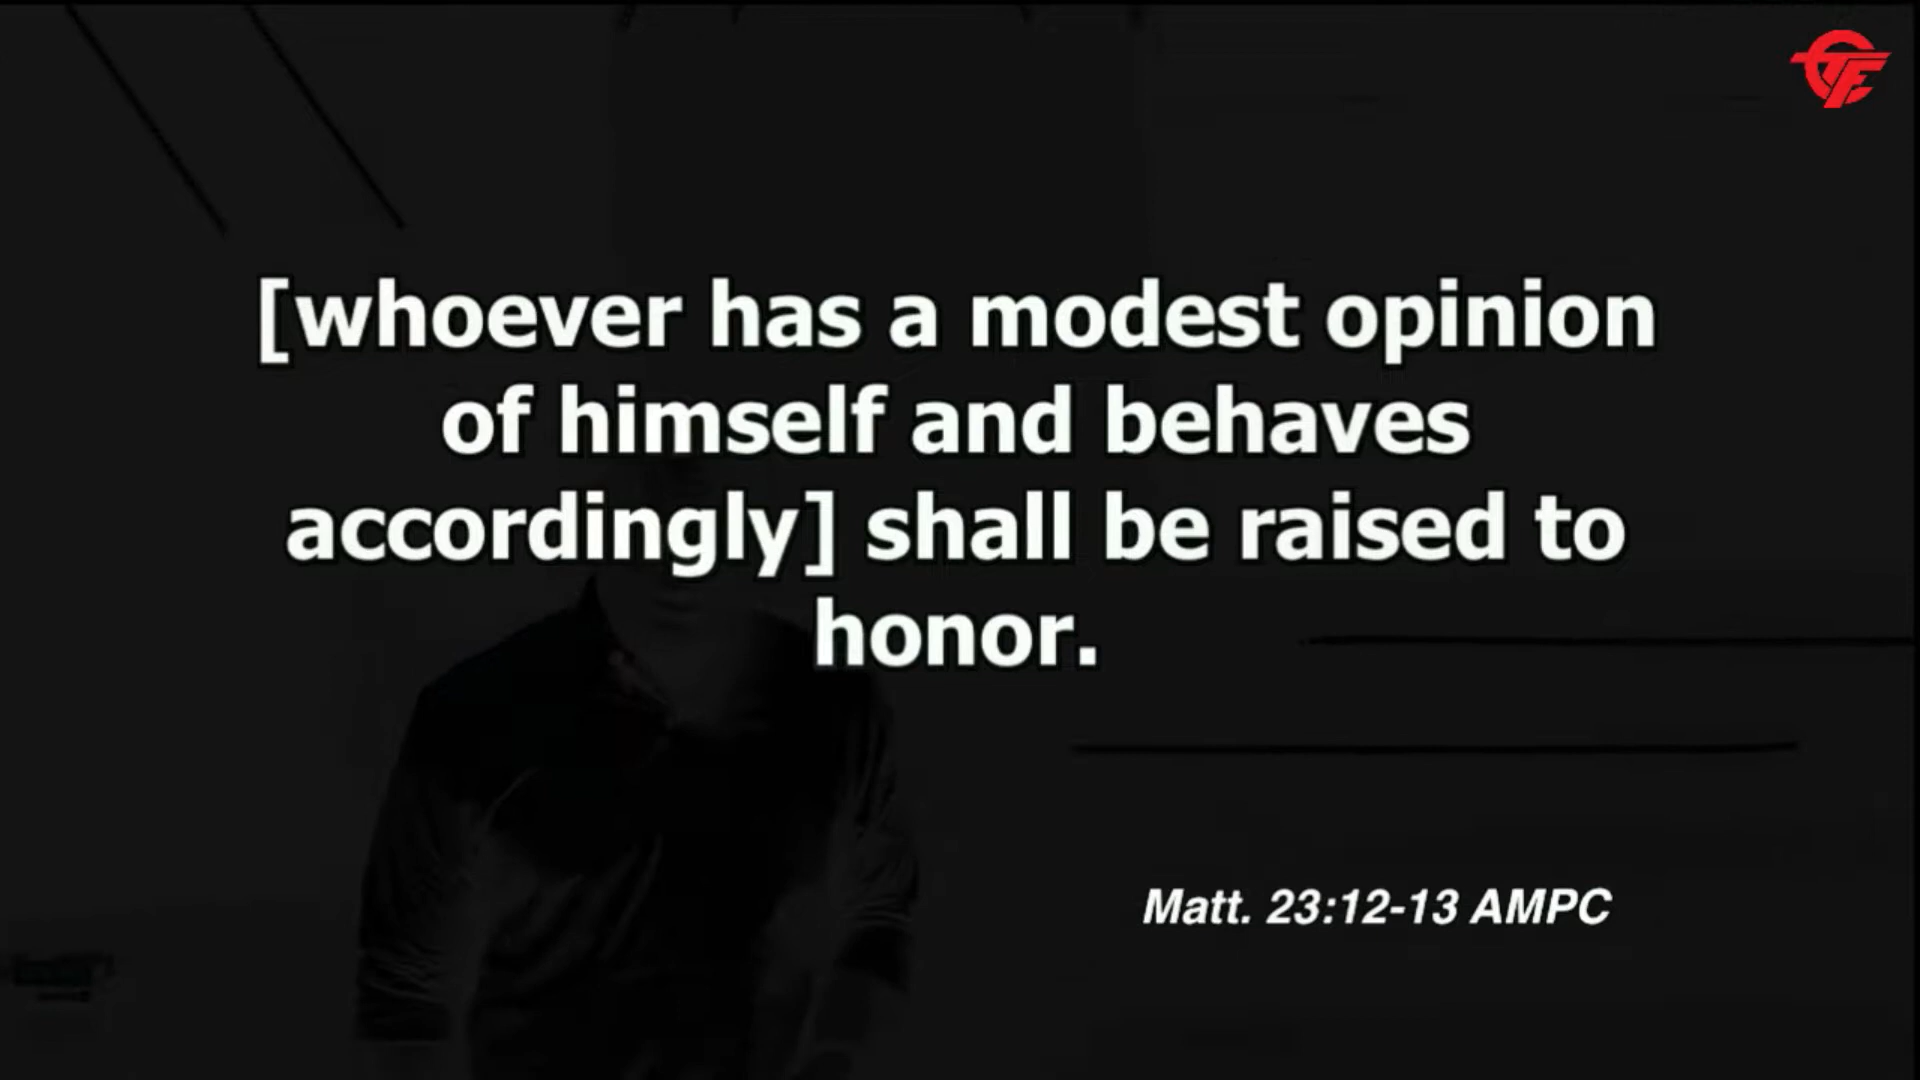 [whoever has a modest opinion
of himself and behaves
accordingly] shall be raised to
honor.
Matt. 23:12-13 AMPC